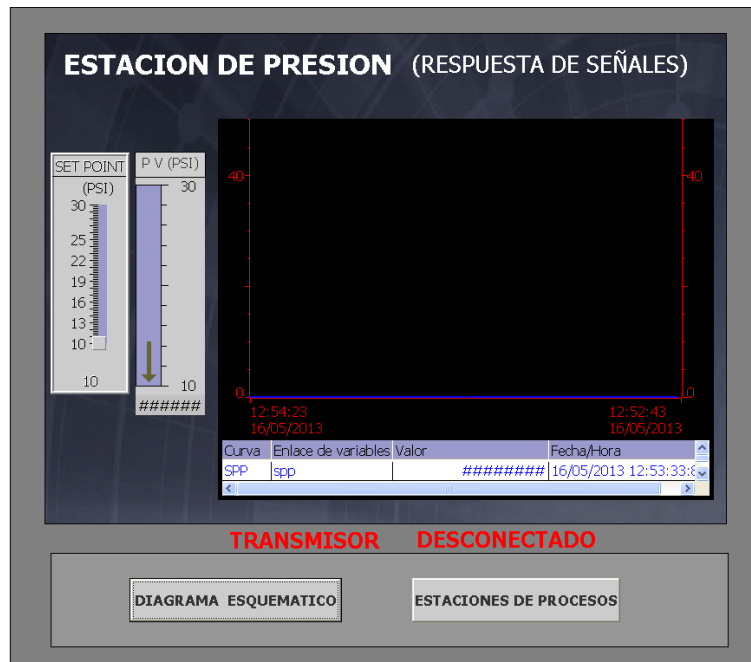 ESTACION DE PRESION (RESPUESTA DE SEÑALES)
SET POINT
(PSI)
30
25
22
19
16
13
10
10
P V (PSI)
30
10
######
40
40
0
0
12:54:23
16/05/2013
12:52:43
16/05/2013
Curva Enlace de variables Valor Fecha/Hora
SPP spp ######## 16/05/2013 12:53:33:
TRANSMISOR DESCONECTADO
DIAGRAMA ESQUEMATICO
ESTACIONES DE PROCESOS